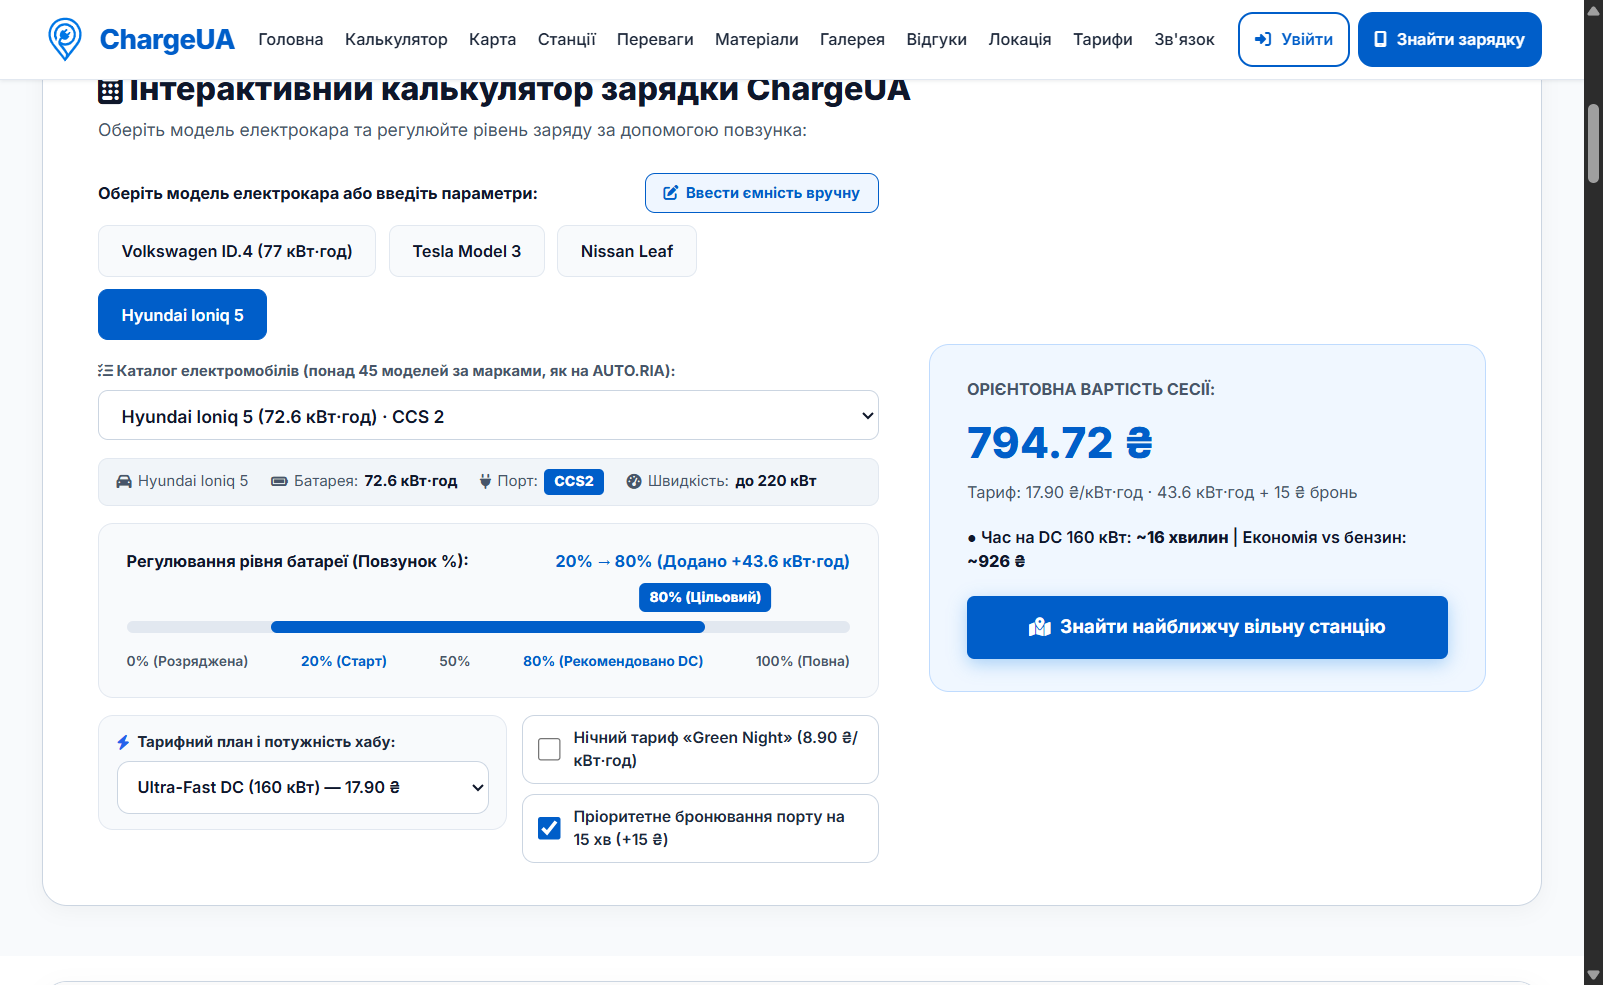 ChargeUA
Головна
Калькулятор
Карта
Станції
Переваги
Матеріали
Галерея
Відгуки
Локація
Тарифи
Зв'язок
Увійти
Знайти зарядку
Інтерактивний калькулятор зарядки ChargeUA
Оберіть модель електрокара та регулюйте рівень заряду за допомогою повзунка:
Оберіть модель електрокара або введіть параметри:
Ввести ємність вручну
Volkswagen ID.4 (77 кВт·год)
Tesla Model 3
Nissan Leaf
Hyundai Ioniq 5
Каталог електромобілів (понад 45 моделей за марками, як на AUTO.RIA):
Hyundai Ioniq 5 (72.6 кВт·год) · CCS 2
Hyundai Ioniq 5
Батарея: 72.6 кВт·год
Порт: CCS2
Швидкість: до 220 кВт
Регулювання рівня батареї (Повзунок %):
20% → 80% (Додано +43.6 кВт·год)
80% (Цільовий)
0% (Розряджена)
20% (Старт)
50%
80% (Рекомендовано DC)
100% (Повна)
Тарифний план і потужність хабу:
Ultra-Fast DC (160 кВт) — 17.90 ₴
Нічний тариф «Green Night» (8.90 ₴/
кВт·год)
Пріоритетне бронювання порту на
15 хв (+15 ₴)
ОРІЄНТОВНА ВАРТІСТЬ СЕСІЇ:
794.72 ₴
Тариф: 17.90 ₴/кВт·год · 43.6 кВт·год + 15 ₴ бронь
● Час на DC 160 кВт: ~16 хвилин | Економія vs бензин:
~926 ₴
Знайти найближчу вільну станцію